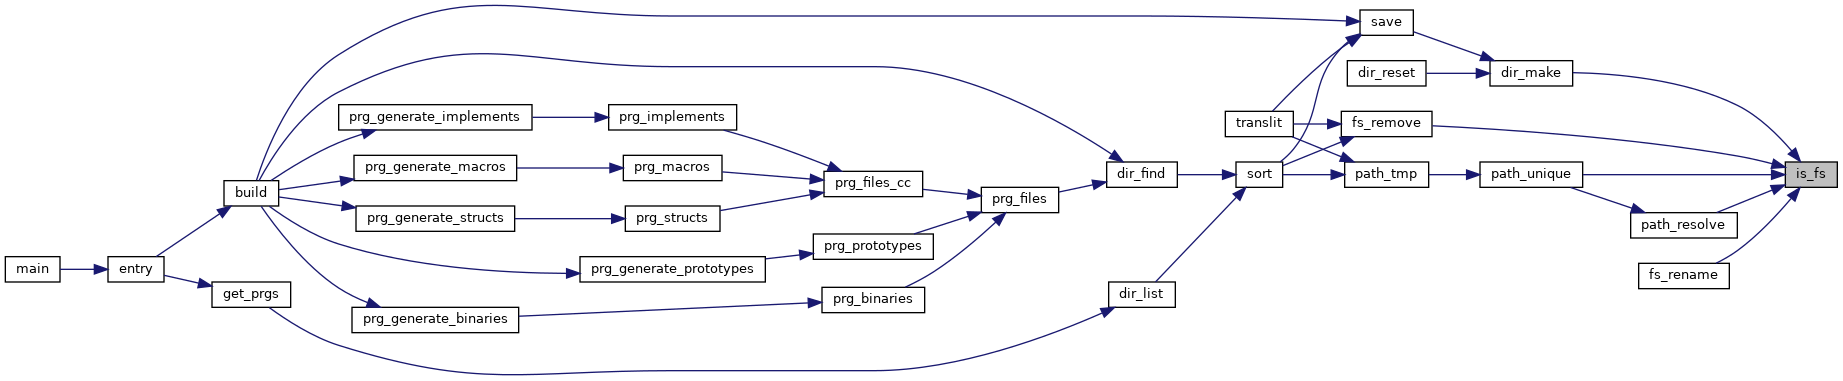 save
dir_reset
dir_make
prg_generate_implements
prg_implements
translit
fs_remove
prg_generate_macros
prg_macros
dir_find
sort
path_tmp
path_unique
is_fs
build
prg_files_cc
prg_files
prg_generate_structs
prg_structs
path_resolve
prg_prototypes
main
entry
prg_generate_prototypes
fs_rename
get_prgs
prg_binaries
dir_list
prg_generate_binaries